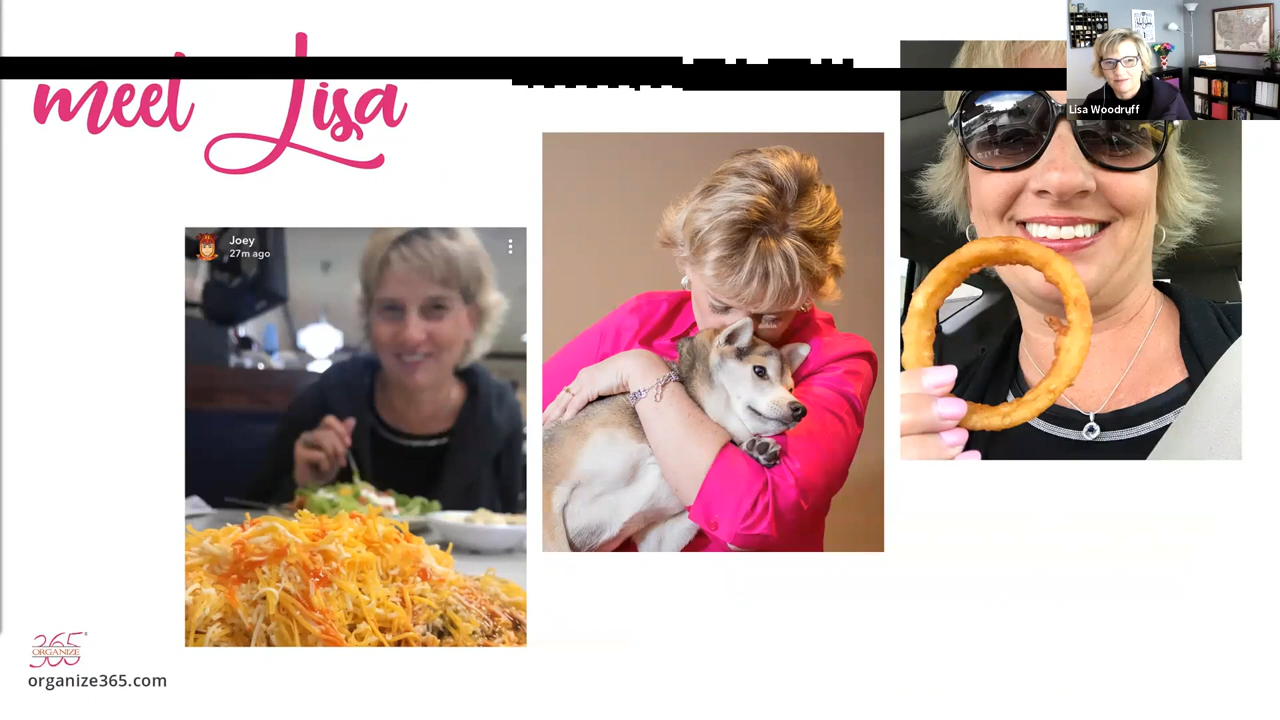 meet Lisa
Lisa Woodruff
Joey
27m ago
365®
ORGANIZE
organize365.com